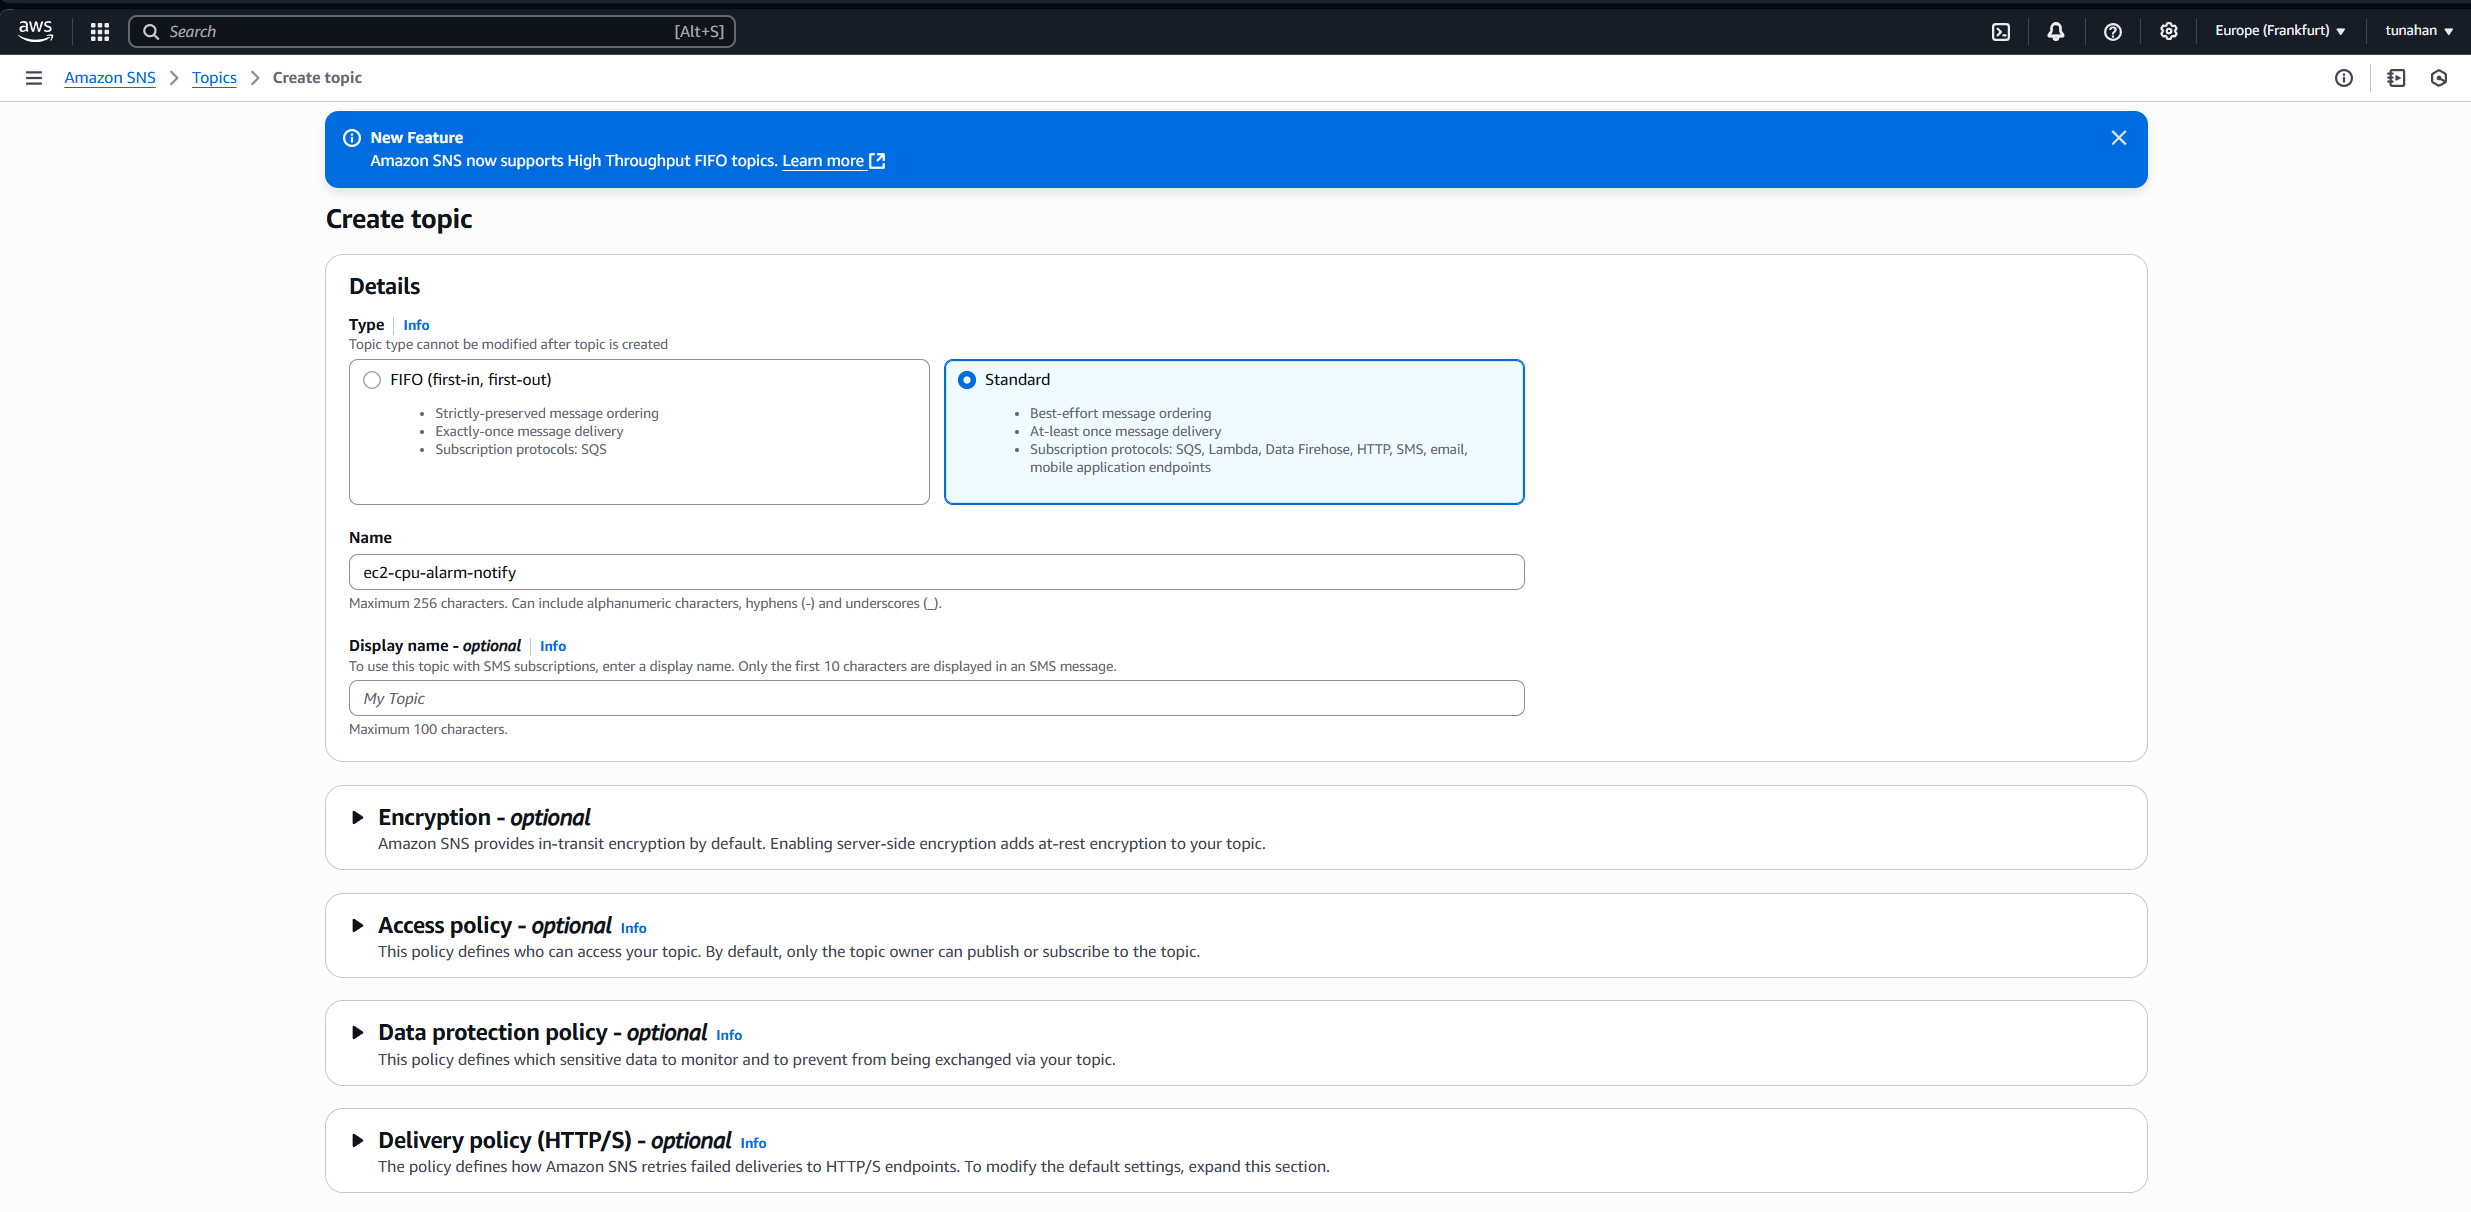 aws
Search [Alt+S]
Europe (Frankfurt)
tunahan
Amazon SNS
Topics
Create topic
New Feature
Amazon SNS now supports High Throughput FIFO topics. Learn more
Create topic
Details
Type Info
Topic type cannot be modified after topic is created
FIFO (first-in, first-out)
• Strictly-preserved message ordering
• Exactly-once message delivery
• Subscription protocols: SQS
Standard
• Best-effort message ordering
• At-least once message delivery
• Subscription protocols: SQS, Lambda, Data Firehose, HTTP, SMS, email,
mobile application endpoints
Name
ec2-cpu-alarm-notify
Maximum 256 characters. Can include alphanumeric characters, hyphens (-) and underscores (_).
Display name - optional Info
To use this topic with SMS subscriptions, enter a display name. Only the first 10 characters are displayed in an SMS message.
My Topic
Maximum 100 characters.
Encryption - optional
Amazon SNS provides in-transit encryption by default. Enabling server-side encryption adds at-rest encryption to your topic.
Access policy - optional Info
This policy defines who can access your topic. By default, only the topic owner can publish or subscribe to the topic.
Data protection policy - optional Info
This policy defines which sensitive data to monitor and to prevent from being exchanged via your topic.
Delivery policy (HTTP/S) - optional Info
The policy defines how Amazon SNS retries failed deliveries to HTTP/S endpoints. To modify the default settings, expand this section.